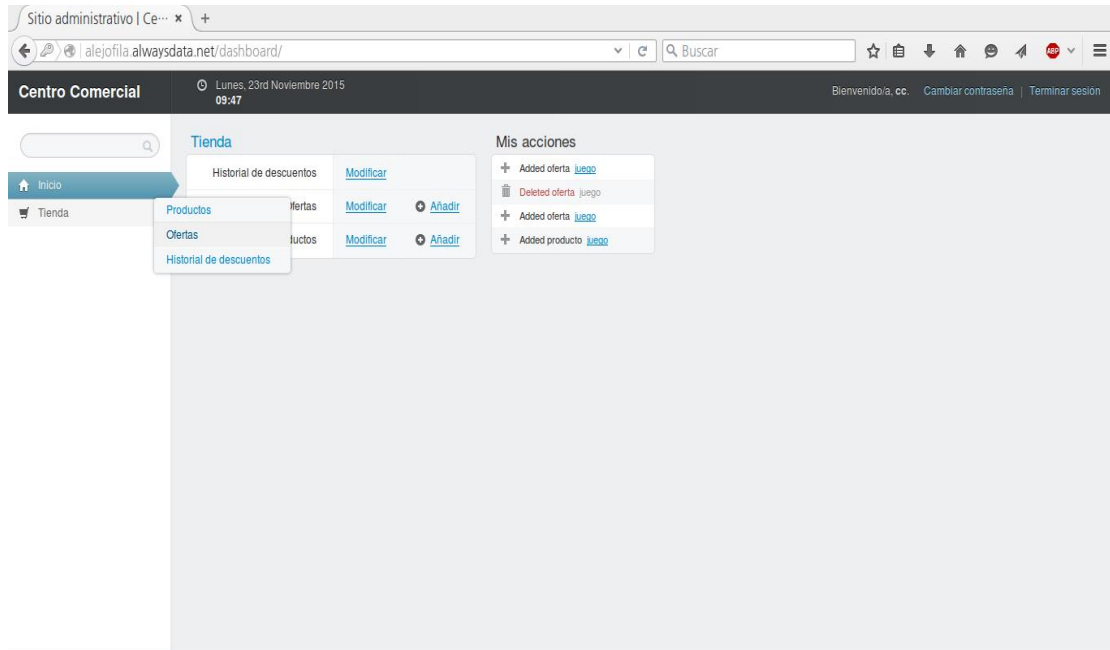 Sitio administrativo | Ce··· × +
alejofila.alwaysdata.net/dashboard/
Buscar
ABP
Centro Comercial
Lunes, 23rd Noviembre 2015
09:47
Bienvenido/a, cc. Cambiar contraseña | Terminar sesión
Inicio
Tienda
Productos
Ofertas
Historial de descuentos
Tienda
Historial de descuentos Modificar
fertas Modificar Añadir
uctos Modificar Añadir
Mis acciones
Added oferta juego
Deleted oferta juego
Added oferta juego
Added producto juego